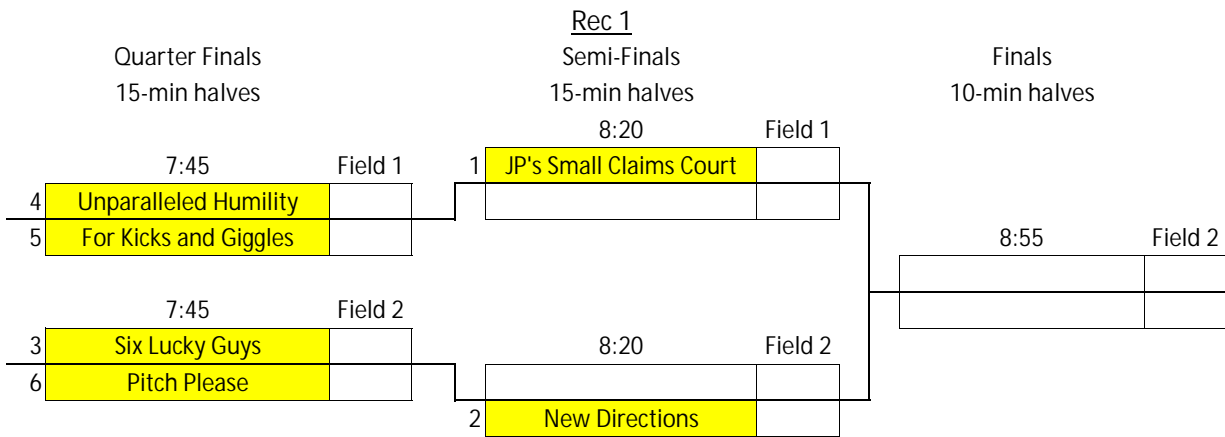 Rec 1
Quarter Finals Semi-Finals Finals
15-min halves 15-min halves 10-min halves
8:20 Field 1
7:45 Field 1 1 JP's Small Claims Court
4 Unparalleled Humility
5 For Kicks and Giggles 8:55 Field 2
7:45 Field 2
3 Six Lucky Guys 8:20 Field 2
6 Pitch Please
2 New Directions